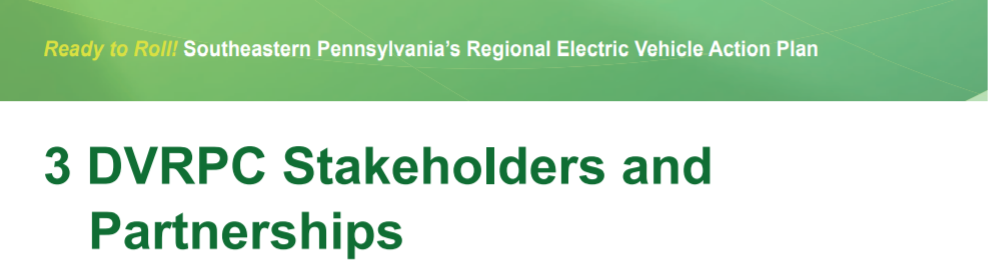 Ready to Roll! Southeastern Pennsylvania's Regional Electric Vehicle Action Plan
3 DVRPC Stakeholders and
Partnerships